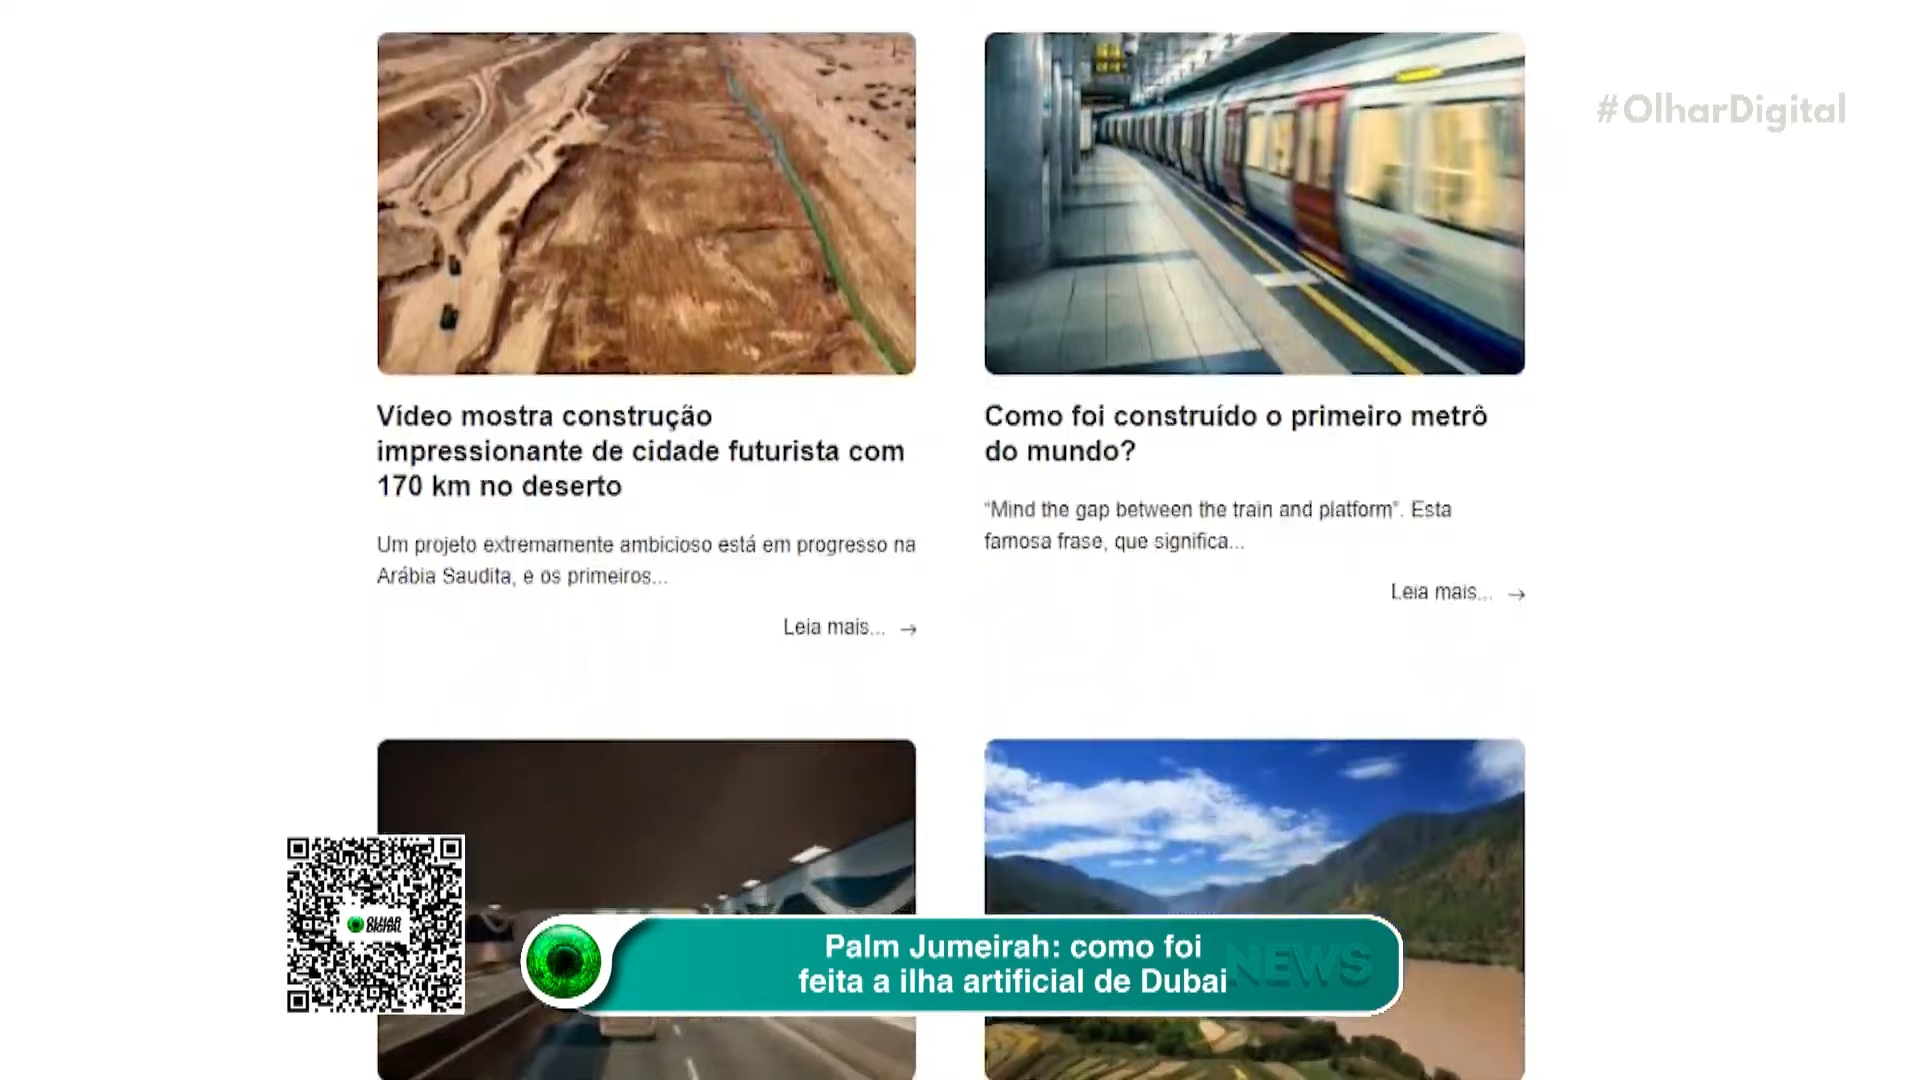 #OlharDigital
Vídeo mostra construção
impressionante de cidade futurista com
170 km no deserto
Um projeto extremamente ambicioso está em progresso na
Arábia Saudita, e os primeiros...
Leia mais... →
Como foi construído o primeiro metrô
do mundo?
“Mind the gap between the train and platform”. Esta
famosa frase, que significa...
Leia mais... →
OLHAR
DIGITAL
Palm Jumeirah: como foi
feita a ilha artificial de Dubai
NEWS